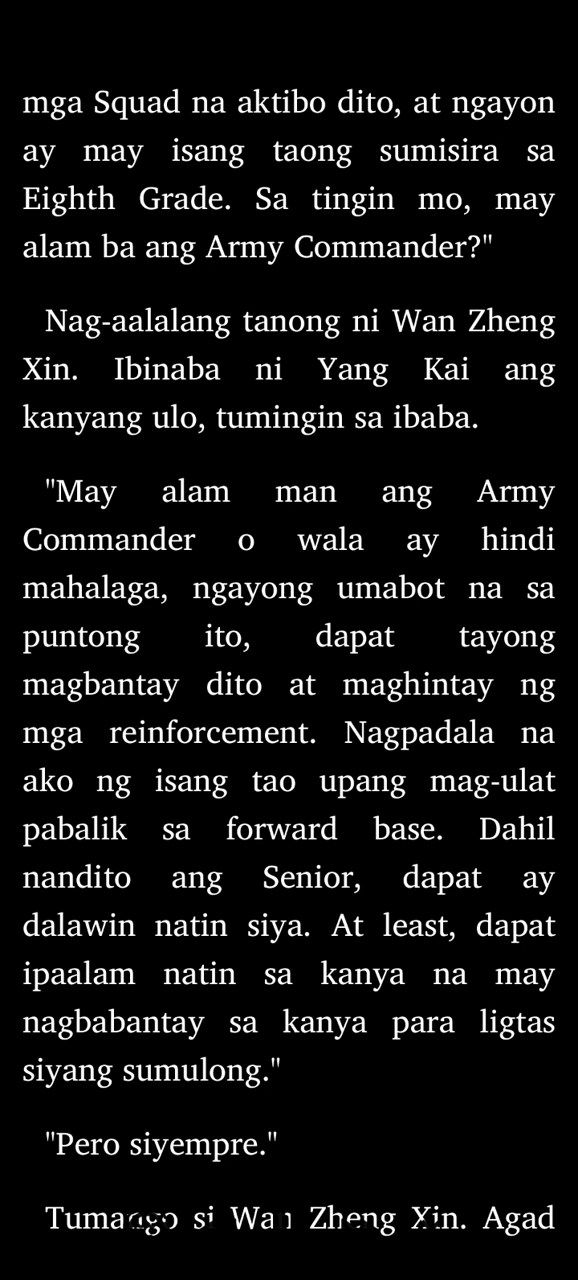 mga Squad na aktibo dito, at ngayon
ay may isang taong sumisira sa
Eighth Grade. Sa tingin mo, may
alam ba ang Army Commander?"
Nag-aalalang tanong ni Wan Zheng
Xin. Ibinaba ni Yang Kai ang
kanyang ulo, tumingin sa ibaba.
"May alam man ang Army
Commander o wala ay hindi
mahalaga, ngayong umabot na sa
puntong ito, dapat tayong
magbantay dito at maghintay ng
mga reinforcement. Nagpadala na
ako ng isang tao upang mag-ulat
pabalik sa forward base. Dahil
nandito ang Senior, dapat ay
dalawin natin siya. At least, dapat
ipaalam natin sa kanya na may
nagbabantay sa kanya para ligtas
siyang sumulong."
"Pero siyempre."
Tumango si Wan Zheng Xin. Agad